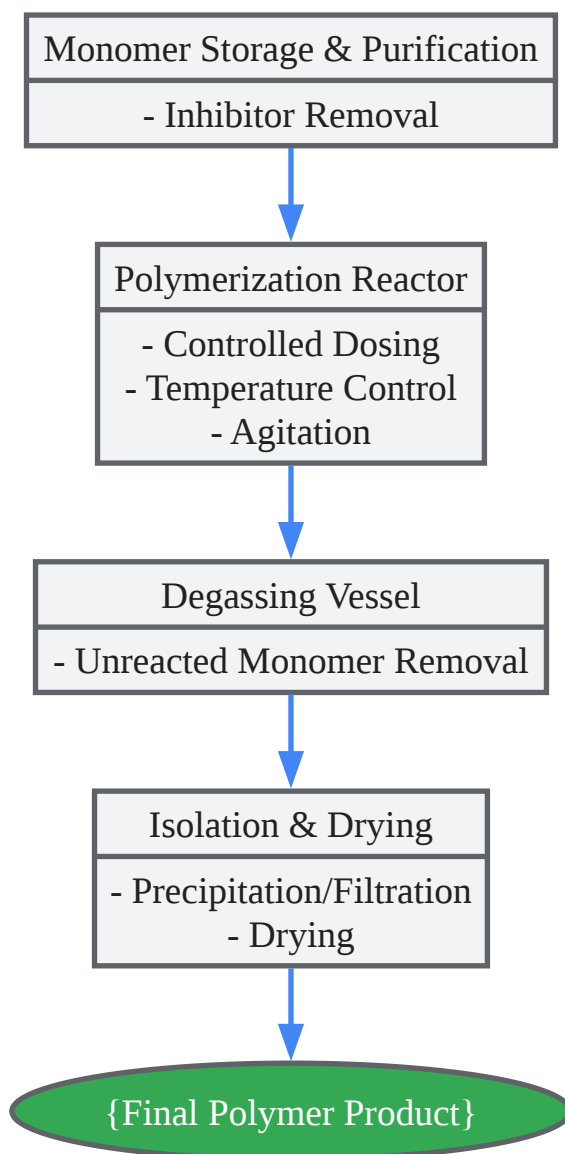 Monomer Storage & Purification
- Inhibitor Removal
Polymerization Reactor
- Controlled Dosing
- Temperature Control
- Agitation
Degassing Vessel
- Unreacted Monomer Removal
Isolation & Drying
- Precipitation/Filtration
- Drying
{Final Polymer Product}